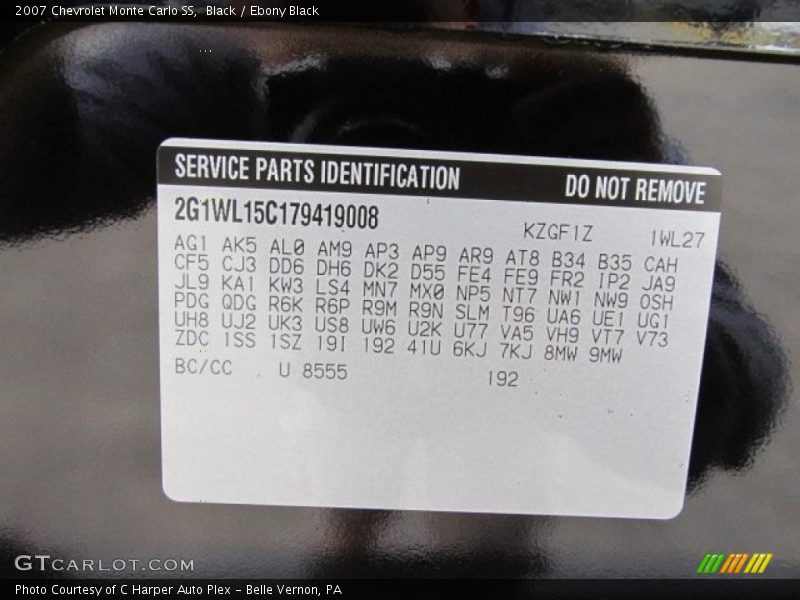 2007 Chevrolet Monte Carlo SS,  Black / Ebony Black
SERVICE PARTS IDENTIFICATION DO NOT REMOVE
2G1WL15C179419008 KZGF1Z 1WL27
AG1 AK5 AL0 AM9 AP3 AP9 AR9 AT8 B34 B35 CAH
CF5 CJ3 DD6 DH6 DK2 D55 FE4 FE9 FR2 IP2 JA9
JL9 KA1 KW3 LS4 MN7 MX0 NP5 NT7 NW1 NW9 OSH
PDG QDG R6K R6P R9M R9N SLM T96 UA6 UE1 UG1
UH8 UJ2 UK3 US8 UW6 U2K U77 VA5 VH9 VT7 V73
ZDC 1SS 1SZ 19I 192 41U 6KJ 7KJ 8MW 9MW
BC/CC U 8555 192
GTCARLOT.COM
Photo Courtesy of C Harper Auto Plex - Belle Vernon, PA